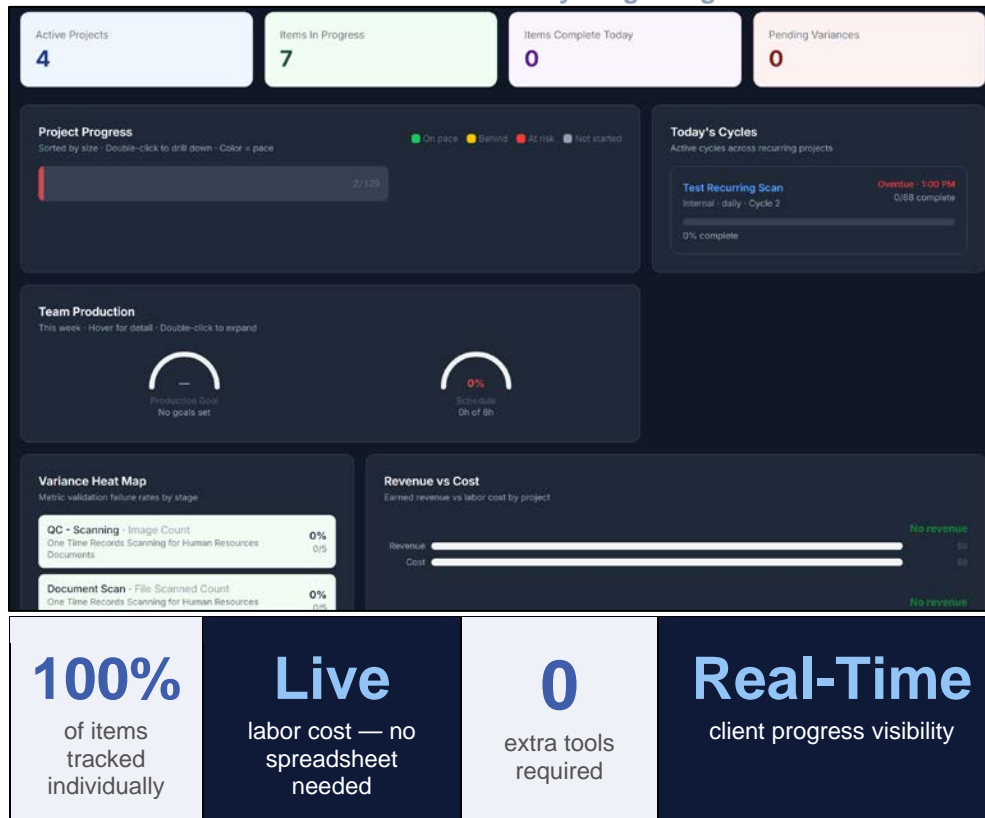 Active Projects
4
Items In Progress
7
Items Complete Today
0
Pending Variances
0
Project Progress
Sorted by size · Double-click to drill down · Color = pace
On pace Behind At risk Not started
2/129
Today's Cycles
Active cycles across recurring projects
Test Recurring Scan
Overdue · 1:00 PM
Internal · daily · Cycle 2
0/68 complete
0% complete
Team Production
This week · Hover for detail · Double-click to expand
—
Production Goal
No goals set
0%
Schedule
0h of 8h
Variance Heat Map
Metric validation failure rates by stage
QC - Scanning · Image Count
One Time Records Scanning for Human Resources
Documents
0%
0/5
Document Scan · File Scanned Count
One Time Records Scanning for Human Resources
0%
0/5
Revenue vs Cost
Earned revenue vs labor cost by project
No revenue
Revenue $0
Cost $0
No revenue
100%
of items
tracked
individually
Live
labor cost — no
spreadsheet
needed
0
extra tools
required
Real-Time
client progress visibility